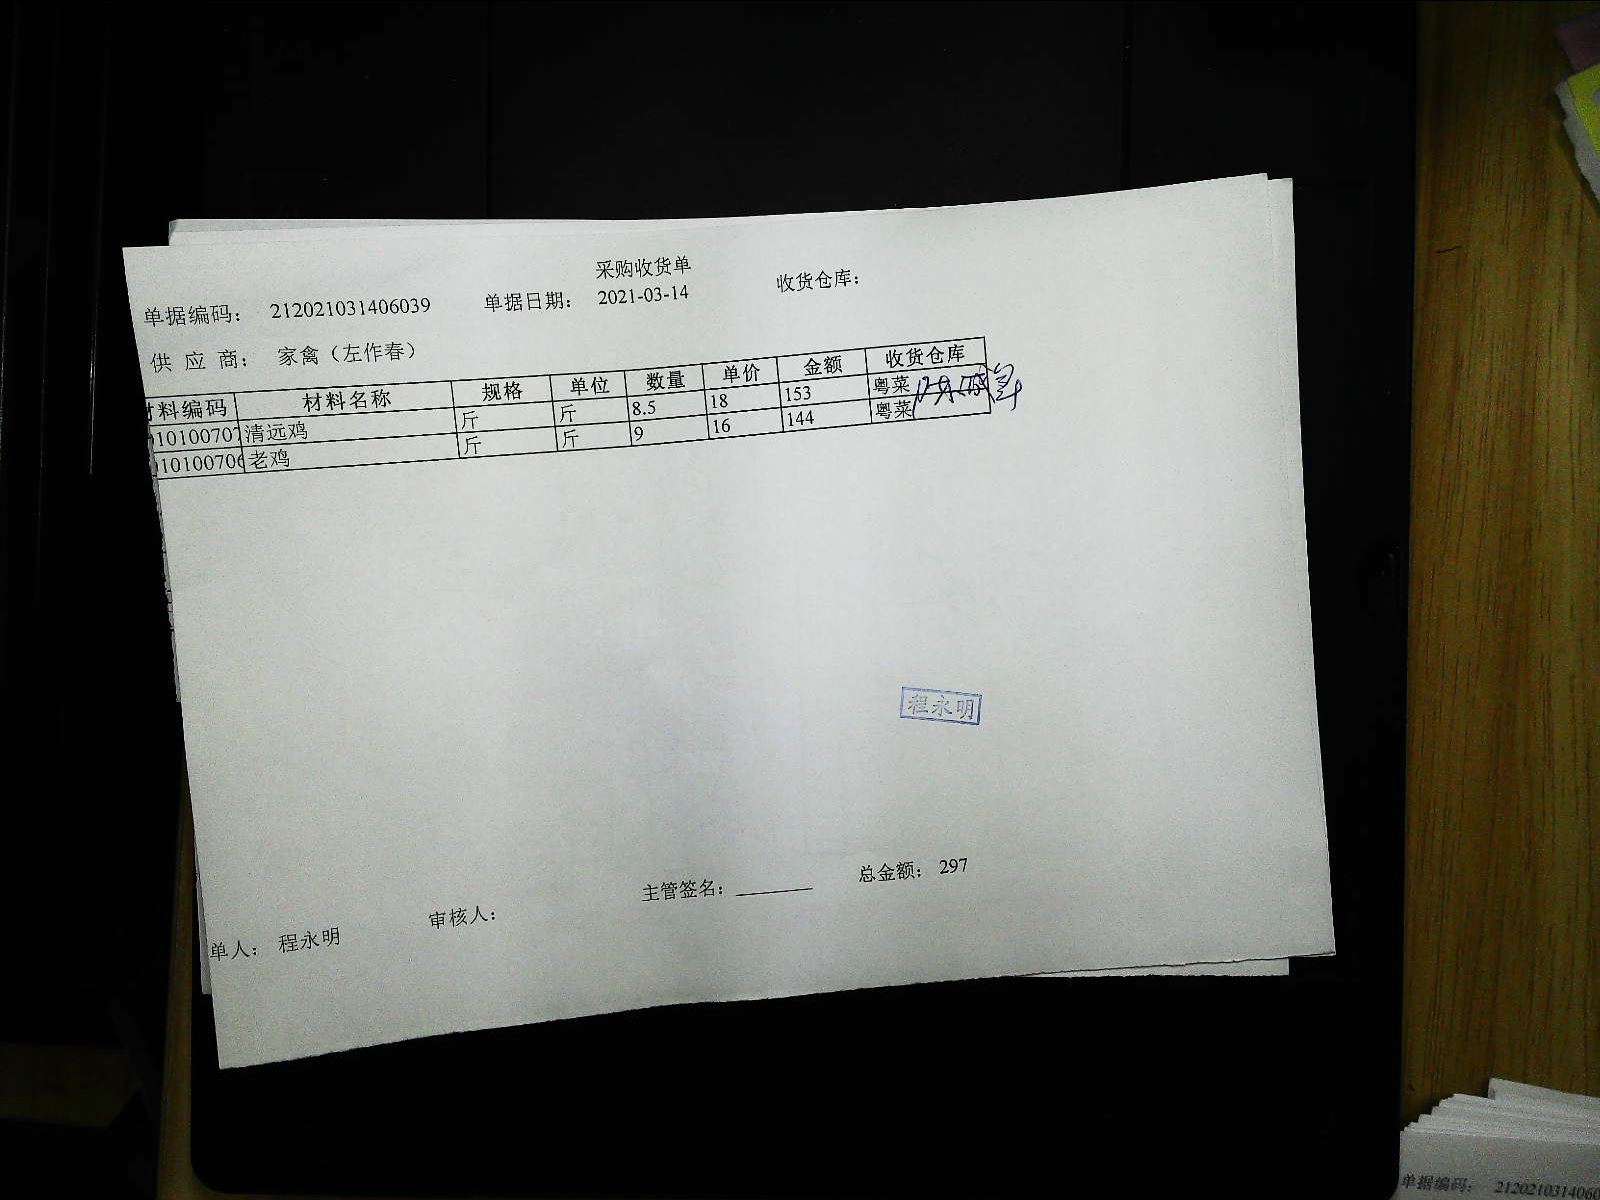 采购收货单
单据编码： 212021031406039 单据日期： 2021-03-14 收货仓库：
供 应 商： 家禽（左作春）
材料编码 材料名称 规格 单位 数量 单价 金额 收货仓库
10100707 清远鸡 斤 斤 8.5 18 153 粤菜
10100706 老鸡 斤 斤 9 16 144 粤菜
程永明
主管签名： 总金额： 297
单人： 程永明 审核人：
单据编码： 21202103140